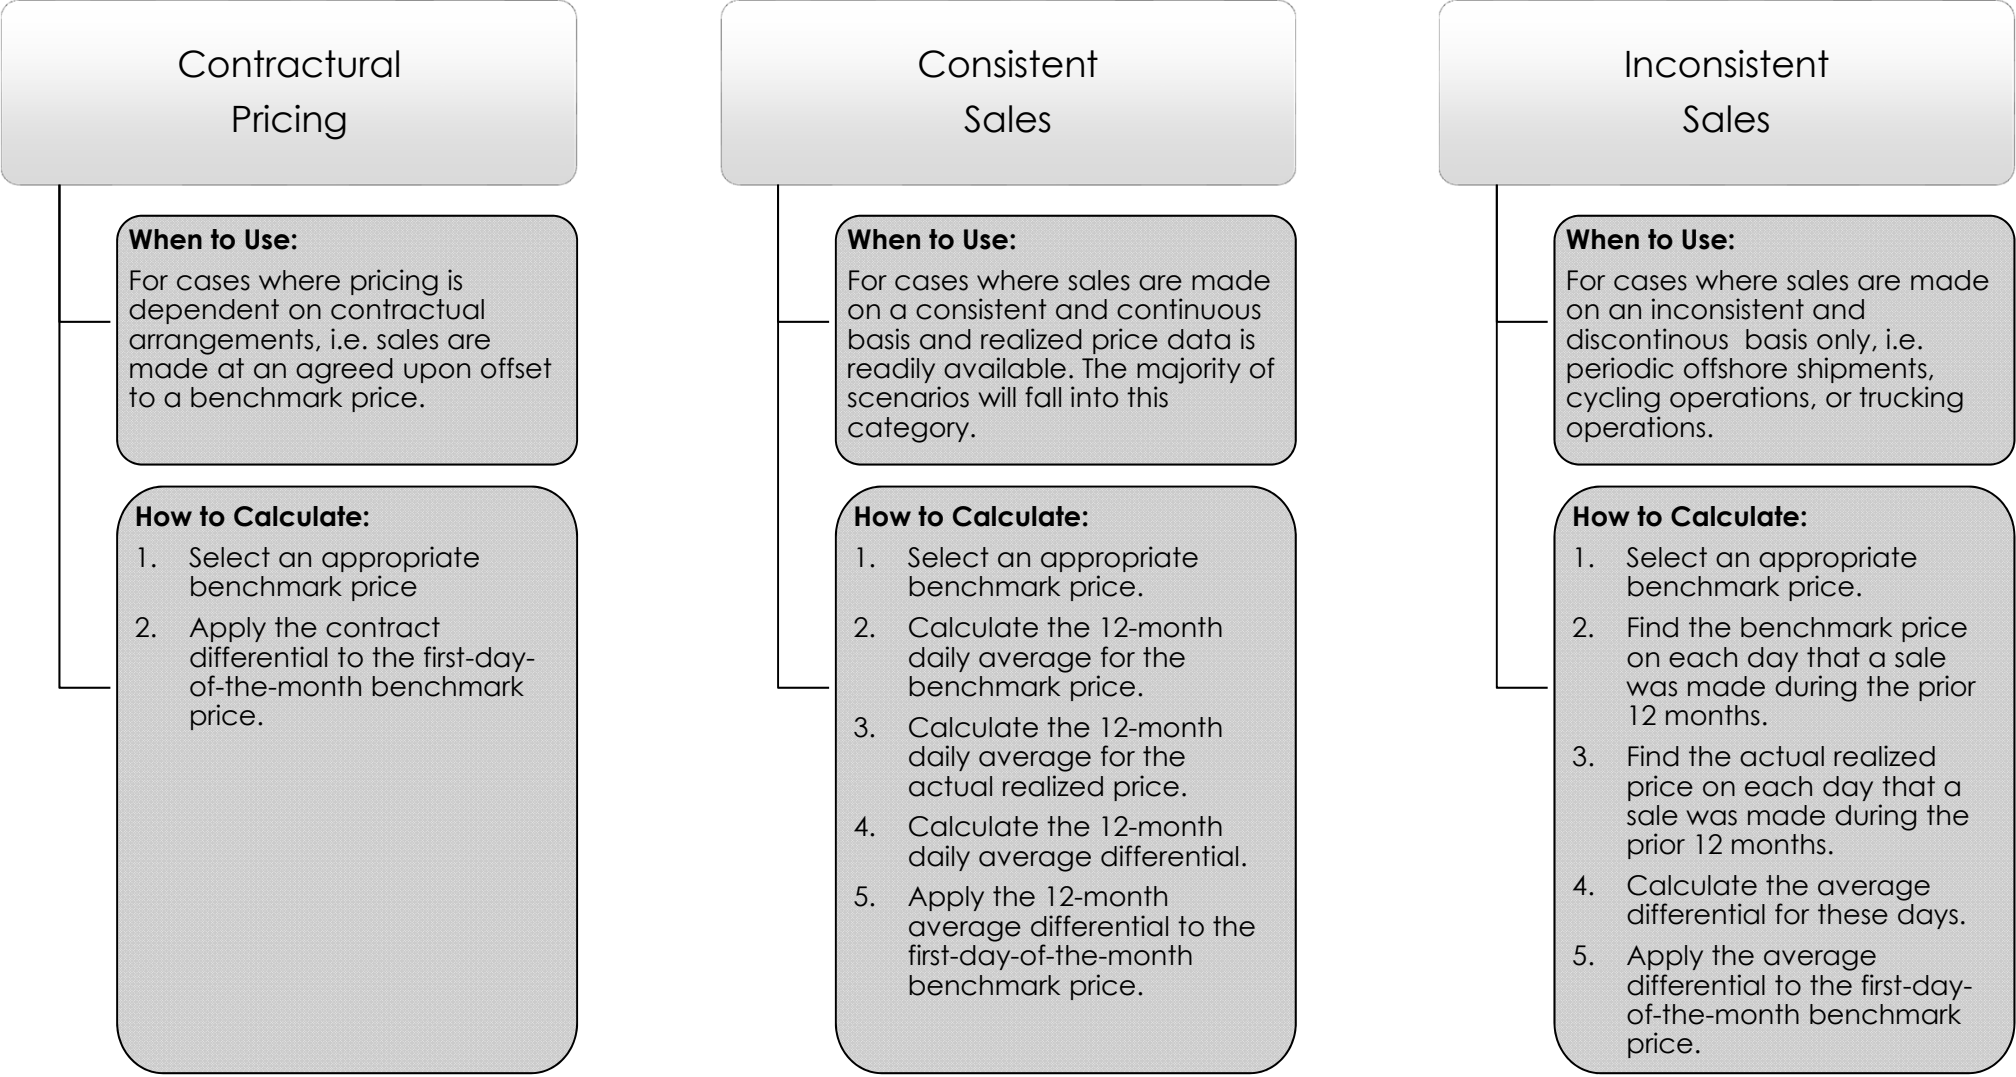 Contractural
Pricing
When to Use:
For cases where pricing is
dependent on contractual
arrangements, i.e. sales are
made at an agreed upon offset
to a benchmark price.
How to Calculate:
1. Select an appropriate
benchmark price
2. Apply the contract
differential to the first-day-
of-the-month benchmark
price.
Consistent
Sales
When to Use:
For cases where sales are made
on a consistent and continuous
basis and realized price data is
readily available. The majority of
scenarios will fall into this
category.
How to Calculate:
1. Select an appropriate
benchmark price.
2. Calculate the 12-month
daily average for the
benchmark price.
3. Calculate the 12-month
daily average for the
actual realized price.
4. Calculate the 12-month
daily average differential.
5. Apply the 12-month
average differential to the
first-day-of-the-month
benchmark price.
Inconsistent
Sales
When to Use:
For cases where sales are made
on an inconsistent and
discontinous  basis only, i.e.
periodic offshore shipments,
cycling operations, or trucking
operations.
How to Calculate:
1. Select an appropriate
benchmark price.
2. Find the benchmark price
on each day that a sale
was made during the prior
12 months.
3. Find the actual realized
price on each day that a
sale was made during the
prior 12 months.
4. Calculate the average
differential for these days.
5. Apply the average
differential to the first-day-
of-the-month benchmark
price.